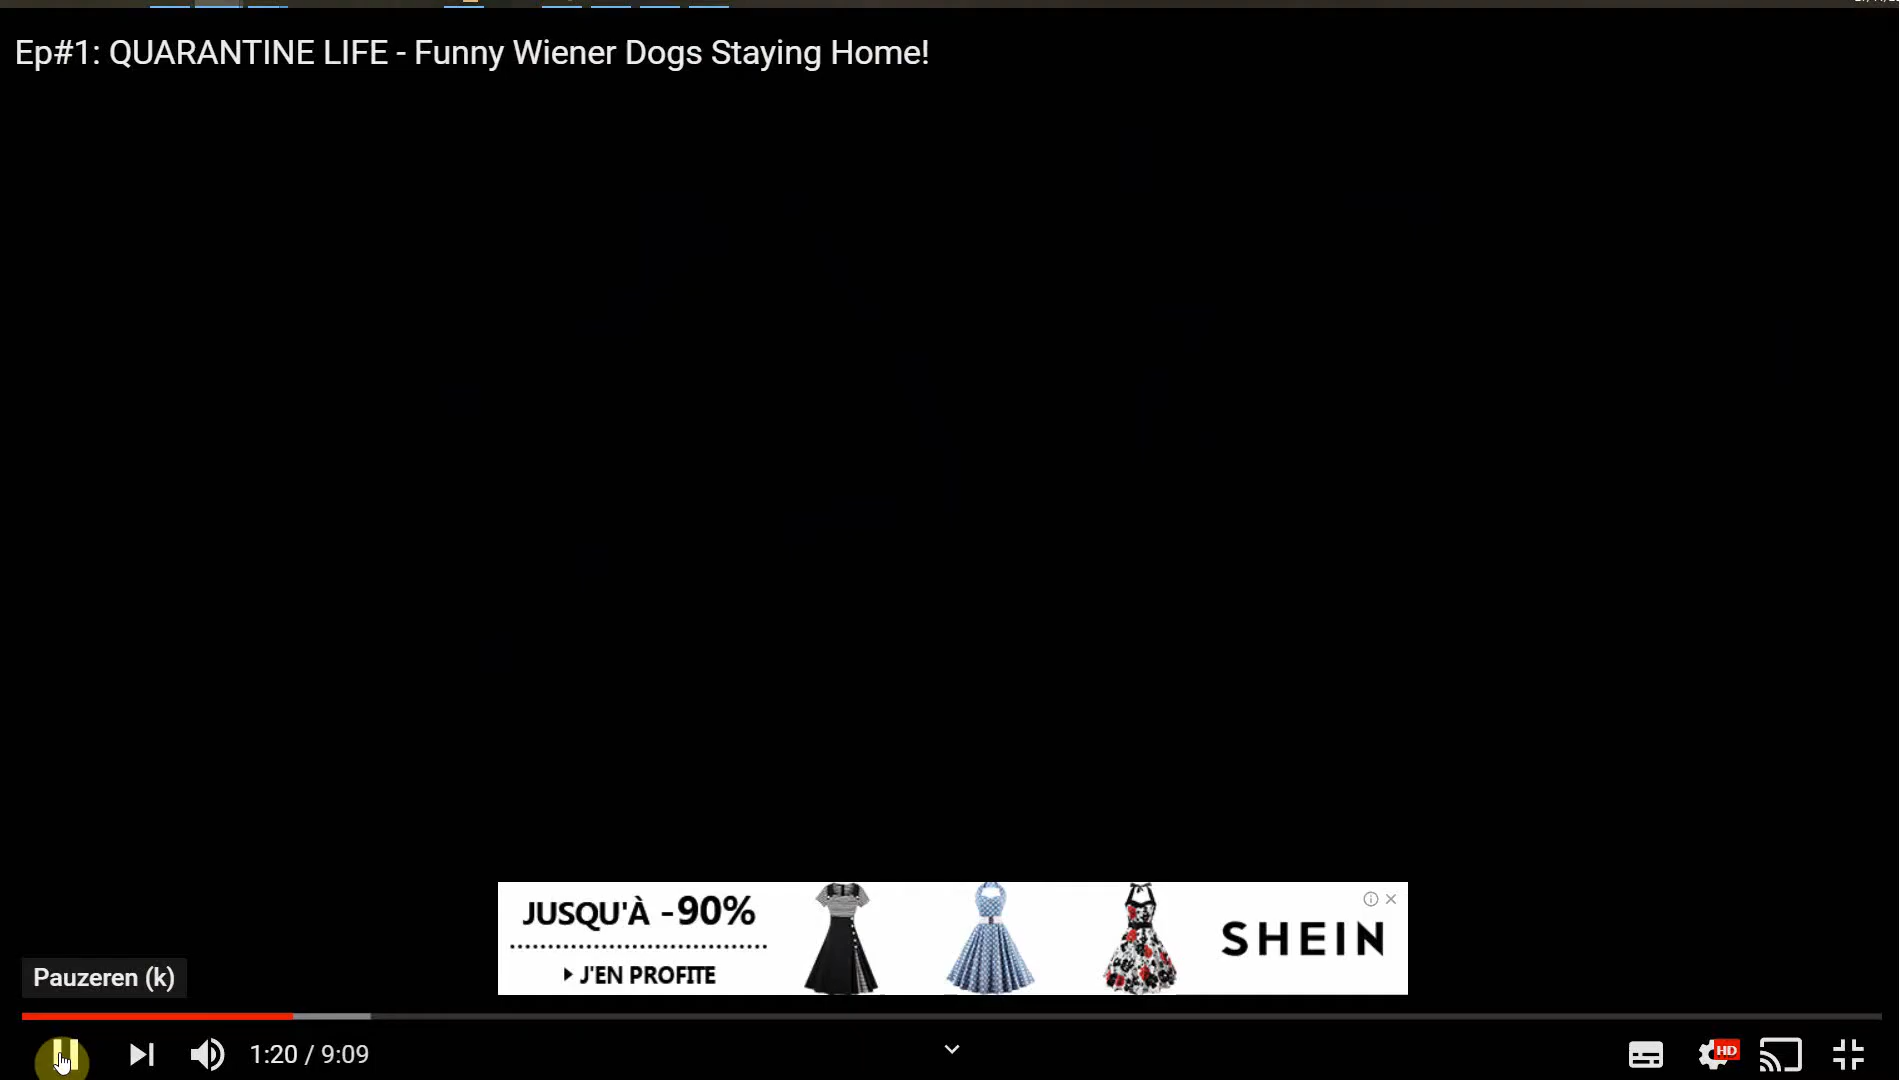 Ep#1: QUARANTINE LIFE - Funny Wiener Dogs Staying Home!
JUSQU'À -90%
J'EN PROFITE
SHEIN
Pauzeren (k)
1:20 / 9:09
HD